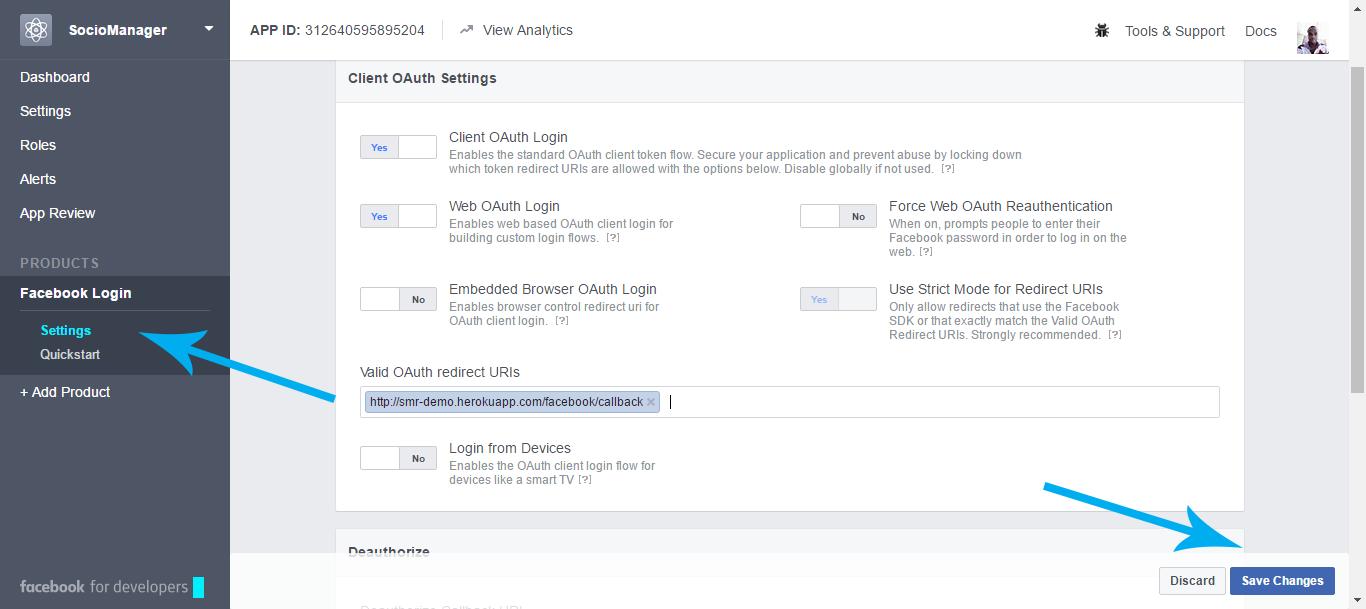 SocioManager
APP ID: 312640595895204
View Analytics
Tools & Support
Docs
Dashboard
Settings
Roles
Alerts
App Review
PRODUCTS
Facebook Login
Settings
Quickstart
+ Add Product
facebook for developers
Client OAuth Settings
Yes
Client OAuth Login
Enables the standard OAuth client token flow. Secure your application and prevent abuse by locking down
which token redirect URIs are allowed with the options below. Disable globally if not used. [?]
Yes
Web OAuth Login
Enables web based OAuth client login for
building custom login flows. [?]
No
Force Web OAuth Reauthentication
When on, prompts people to enter their
Facebook password in order to log in on the
web. [?]
No
Embedded Browser OAuth Login
Enables browser control redirect uri for
OAuth client login. [?]
Yes
Use Strict Mode for Redirect URIs
Only allow redirects that use the Facebook
SDK or that exactly match the Valid OAuth
Redirect URIs. Strongly recommended. [?]
Valid OAuth redirect URIs
http://smr-demo.herokuapp.com/facebook/callback ×
No
Login from Devices
Enables the OAuth client login flow for
devices like a smart TV [?]
Deauthorize
Deauthorize Callback URL
Discard
Save Changes